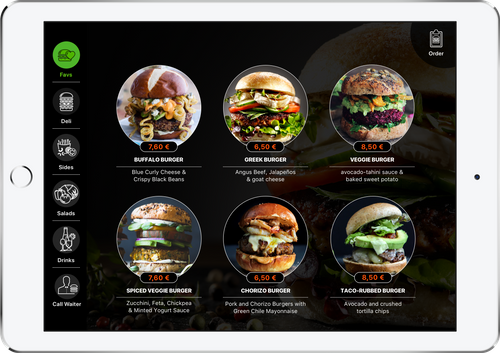 Favs
Deli
Sides
Salads
Drinks
Call Waiter
Order
7,60 €
6,50 €
8,50 €
BUFFALO BURGER
GREEK BURGER
VEGGIE BURGER
Blue Curly Cheese &
Crispy Black Beans
Angus Beef, Jalapeños
& goat cheese
avocado-tahini sauce &
baked sweet potato
7,60 €
6,50 €
8,50 €
SPICED VEGGIE BURGER
CHORIZO BURGER
TACO-RUBBED BURGER
Zucchini, Feta, Chickpea
& Minted Yogurt Sauce
Pork and Chorizo Burgers with
Green Chile Mayonnaise
Avocado and crushed
tortilla chips